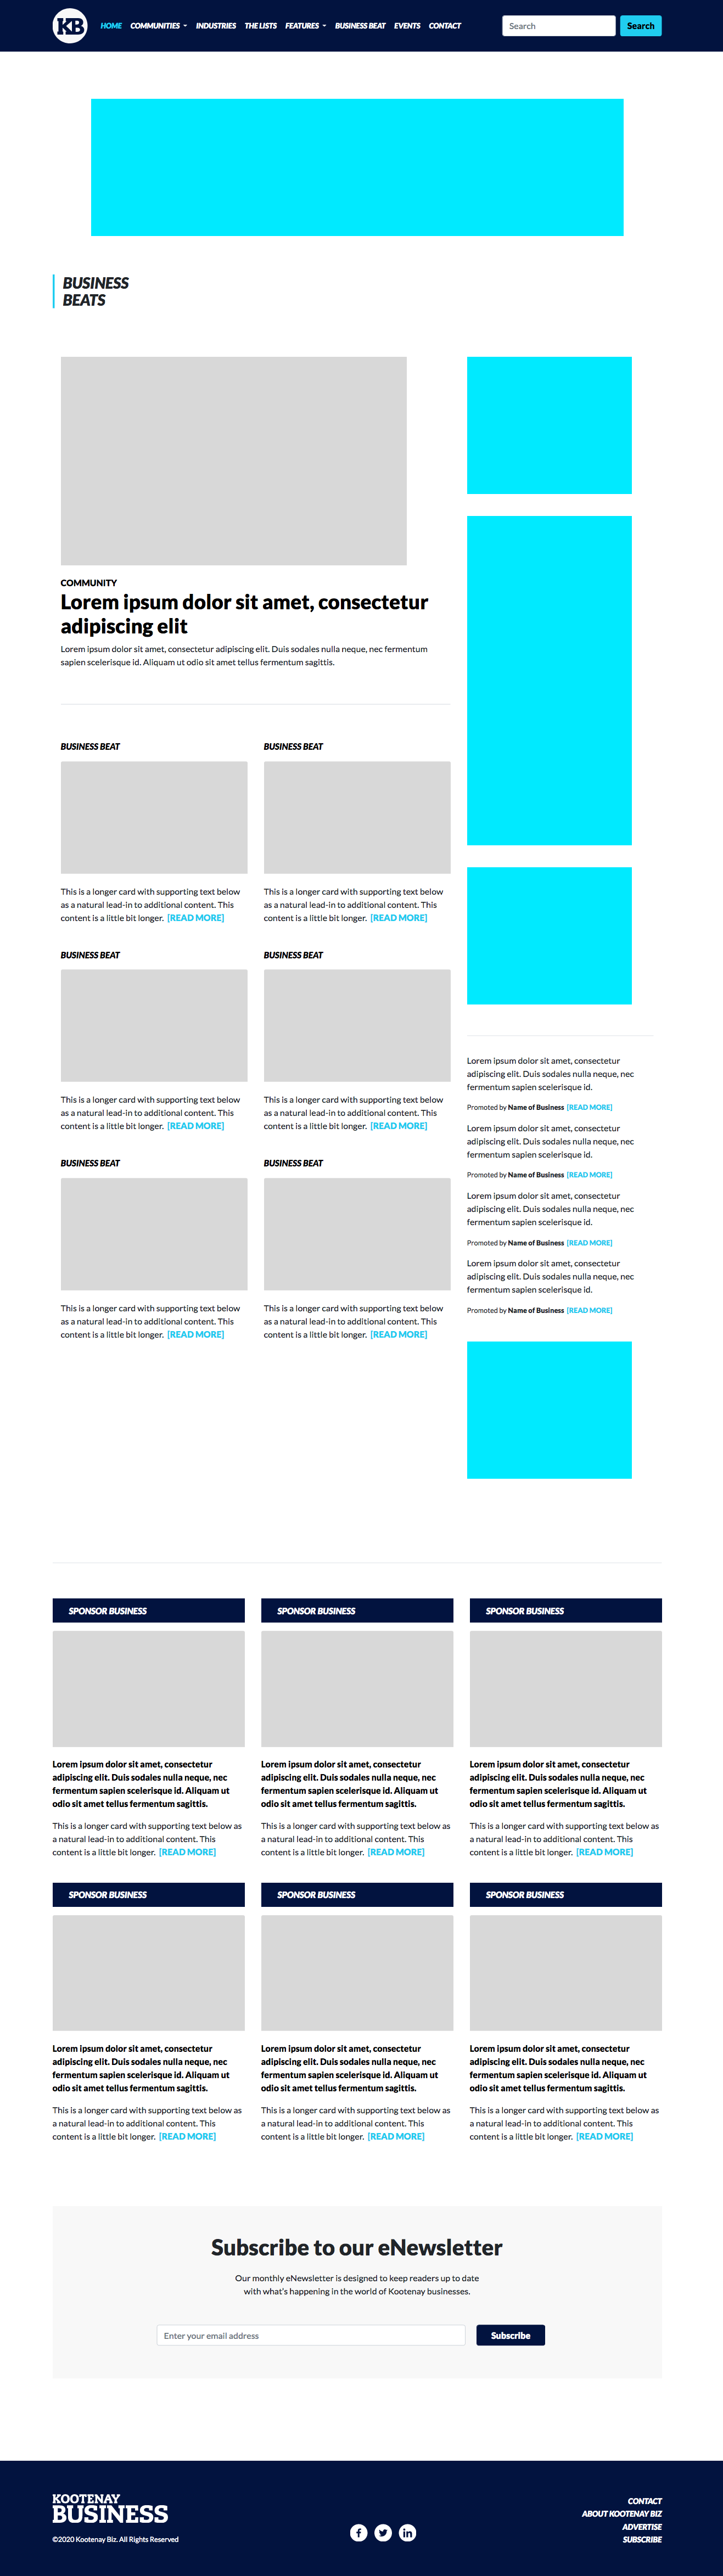 KB
HOME COMMUNITIES INDUSTRIES THE LISTS FEATURES BUSINESS BEAT EVENTS CONTACT
Search
Search
BUSINESS
BEATS
COMMUNITY
Lorem ipsum dolor sit amet, consectetur
adipiscing elit
Lorem ipsum dolor sit amet, consectetur adipiscing elit. Duis sodales nulla neque, nec fermentum
sapien scelerisque id. Aliquam ut odio sit amet tellus fermentum sagittis.
BUSINESS BEAT
This is a longer card with supporting text below
as a natural lead-in to additional content. This
content is a little bit longer. [READ MORE]
BUSINESS BEAT
This is a longer card with supporting text below
as a natural lead-in to additional content. This
content is a little bit longer. [READ MORE]
BUSINESS BEAT
This is a longer card with supporting text below
as a natural lead-in to additional content. This
content is a little bit longer. [READ MORE]
BUSINESS BEAT
This is a longer card with supporting text below
as a natural lead-in to additional content. This
content is a little bit longer. [READ MORE]
BUSINESS BEAT
This is a longer card with supporting text below
as a natural lead-in to additional content. This
content is a little bit longer. [READ MORE]
BUSINESS BEAT
This is a longer card with supporting text below
as a natural lead-in to additional content. This
content is a little bit longer. [READ MORE]
Lorem ipsum dolor sit amet, consectetur
adipiscing elit. Duis sodales nulla neque, nec
fermentum sapien scelerisque id.
Promoted by Name of Business [READ MORE]
Lorem ipsum dolor sit amet, consectetur
adipiscing elit. Duis sodales nulla neque, nec
fermentum sapien scelerisque id.
Promoted by Name of Business [READ MORE]
Lorem ipsum dolor sit amet, consectetur
adipiscing elit. Duis sodales nulla neque, nec
fermentum sapien scelerisque id.
Promoted by Name of Business [READ MORE]
Lorem ipsum dolor sit amet, consectetur
adipiscing elit. Duis sodales nulla neque, nec
fermentum sapien scelerisque id.
Promoted by Name of Business [READ MORE]
SPONSOR BUSINESS
Lorem ipsum dolor sit amet, consectetur
adipiscing elit. Duis sodales nulla neque, nec
fermentum sapien scelerisque id. Aliquam ut
odio sit amet tellus fermentum sagittis.
This is a longer card with supporting text below as
a natural lead-in to additional content. This
content is a little bit longer. [READ MORE]
SPONSOR BUSINESS
Lorem ipsum dolor sit amet, consectetur
adipiscing elit. Duis sodales nulla neque, nec
fermentum sapien scelerisque id. Aliquam ut
odio sit amet tellus fermentum sagittis.
This is a longer card with supporting text below as
a natural lead-in to additional content. This
content is a little bit longer. [READ MORE]
SPONSOR BUSINESS
Lorem ipsum dolor sit amet, consectetur
adipiscing elit. Duis sodales nulla neque, nec
fermentum sapien scelerisque id. Aliquam ut
odio sit amet tellus fermentum sagittis.
This is a longer card with supporting text below as
a natural lead-in to additional content. This
content is a little bit longer. [READ MORE]
SPONSOR BUSINESS
Lorem ipsum dolor sit amet, consectetur
adipiscing elit. Duis sodales nulla neque, nec
fermentum sapien scelerisque id. Aliquam ut
odio sit amet tellus fermentum sagittis.
This is a longer card with supporting text below as
a natural lead-in to additional content. This
content is a little bit longer. [READ MORE]
SPONSOR BUSINESS
Lorem ipsum dolor sit amet, consectetur
adipiscing elit. Duis sodales nulla neque, nec
fermentum sapien scelerisque id. Aliquam ut
odio sit amet tellus fermentum sagittis.
This is a longer card with supporting text below as
a natural lead-in to additional content. This
content is a little bit longer. [READ MORE]
SPONSOR BUSINESS
Lorem ipsum dolor sit amet, consectetur
adipiscing elit. Duis sodales nulla neque, nec
fermentum sapien scelerisque id. Aliquam ut
odio sit amet tellus fermentum sagittis.
This is a longer card with supporting text below as
a natural lead-in to additional content. This
content is a little bit longer. [READ MORE]
Subscribe to our eNewsletter
Our monthly eNewsletter is designed to keep readers up to date
with what's happening in the world of Kootenay businesses.
Enter your email address
Subscribe
KOOTENAY
BUSINESS
©2020 Kootenay Biz. All Rights Reserved
CONTACT
ABOUT KOOTENAY BIZ
ADVERTISE
SUBSCRIBE